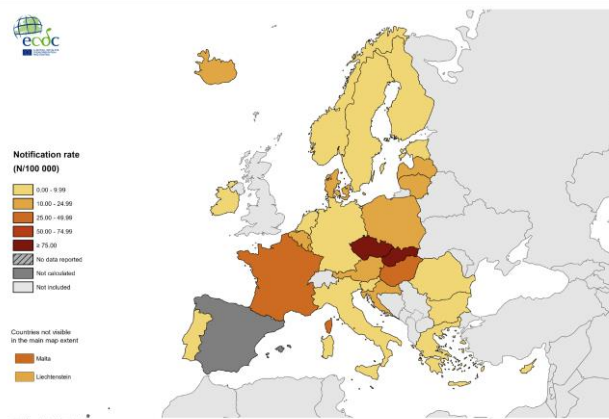 ecdc
Notification rate
(N/100 000)
0.00 - 9.99
10.00 - 24.99
25.00 - 49.99
50.00 - 74.99
≥ 75.00
No data reported
Not calculated
Not included
Countries not visible
in the main map extent
Malta
Liechtenstein